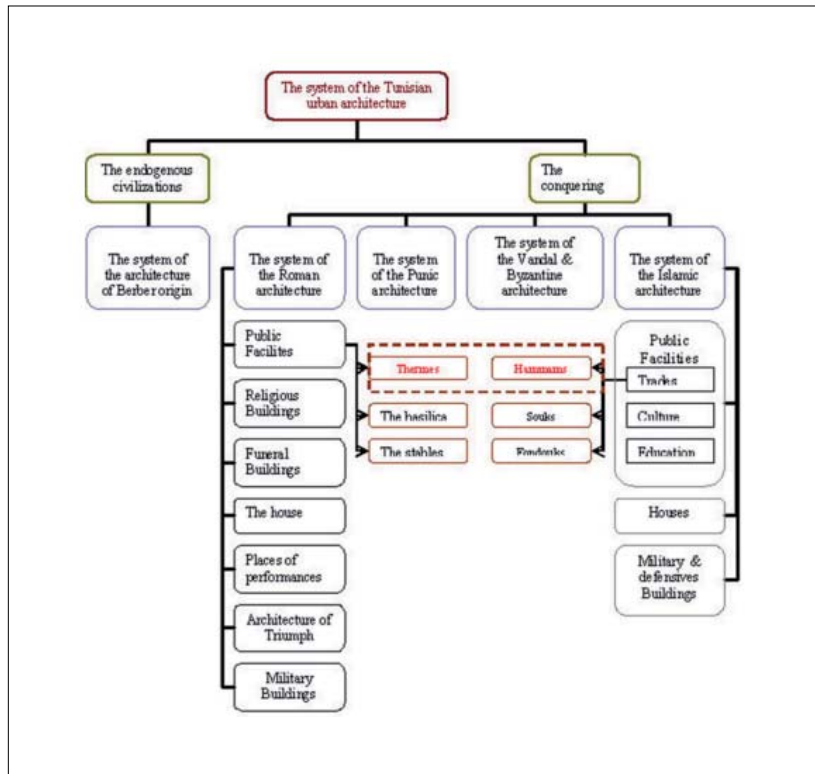 The system of the Tunisian
urban architecture
The endogenous
civilizations
The
conquering
The system of
the architecture
of Berber origin
The system of
the Roman
architecture
The system
of the Punic
architecture
The system of
the Vandal &
Byzantine
architecture
The system of
the Islamic
architecture
Public
Facilites
Religious
Buildings
Funeral
Buildings
The house
Places of
performances
Architecture of
Triumph
Military
Buildings
Thermes
The basilica
The stables
Hammams
Souks
Fondouks
Public
Facilities
Trades
Culture
Education
Houses
Military &
defensives
Buildings